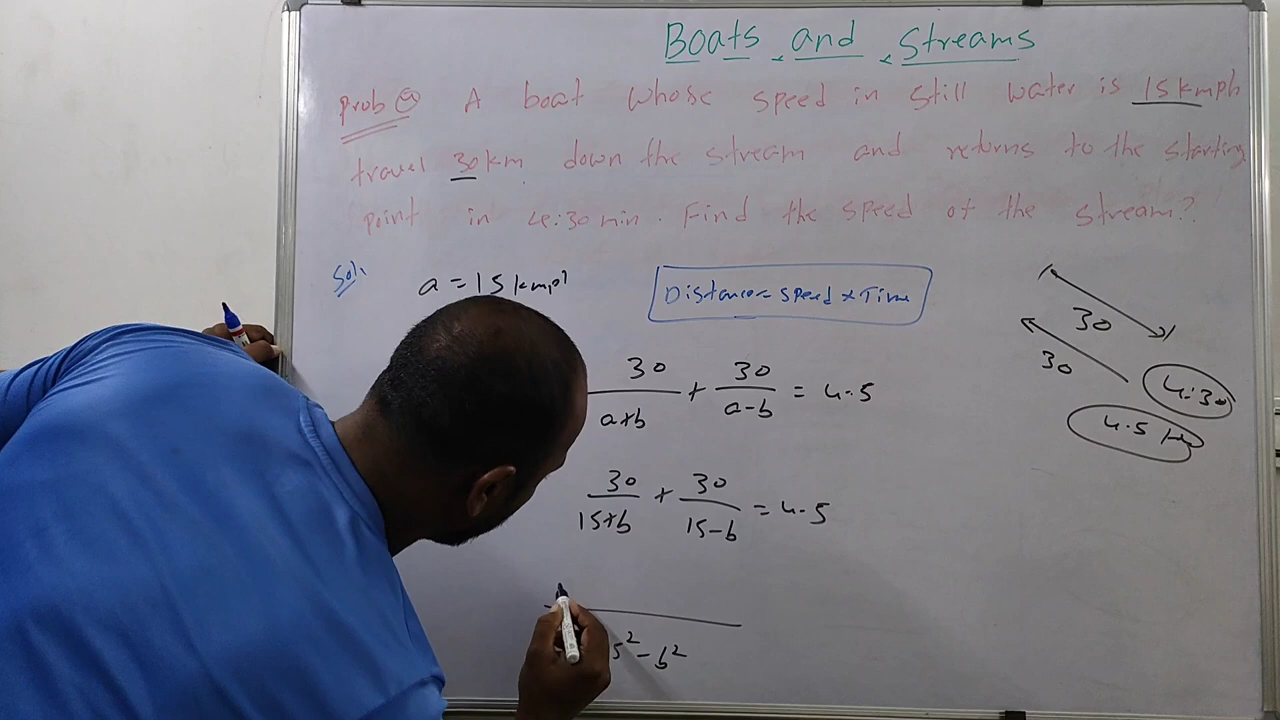 Boats and Streams
Prob A boat whose speed in still water is 15kmph
travel 30km down the stream and returns to the starting
point in 4:30 min. Find the speed of the stream?
Sol:
a = 15 kmph
Distance = Speed × Time
30
30
4:30
4.5
30/a+b + 30/a-b = 4.5
30/15+b + 30/15-b = 4.5
5² - b²